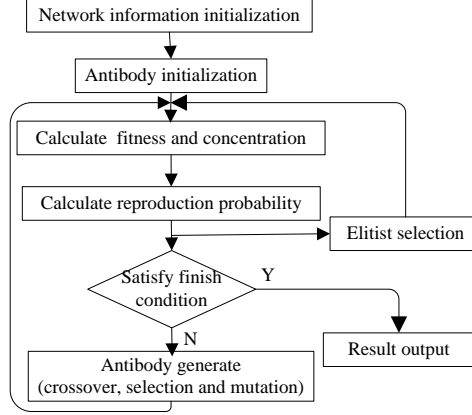 Network information initialization
Antibody initialization
Calculate fitness and concentration
Calculate reproduction probability
Elitist selection
Satisfy finish
condition
Y
N
Result output
Antibody generate
(crossover, selection and mutation)